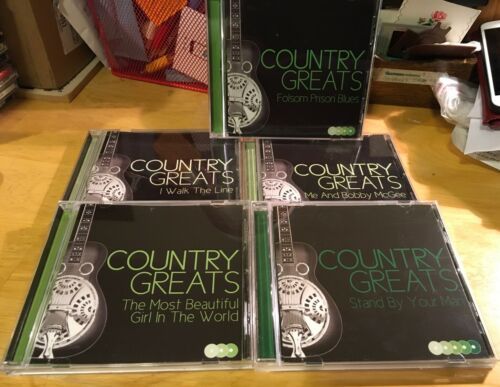 COUNTRY
GREATS
Folsom Prison Blues
COUNTRY
GREATS
I Walk The Line
COUNTRY
GREATS
Me And Bobby McGee
COUNTRY
GREATS
The Most Beautiful
Girl In The World
COUNTRY
GREATS
Stand By Your Man